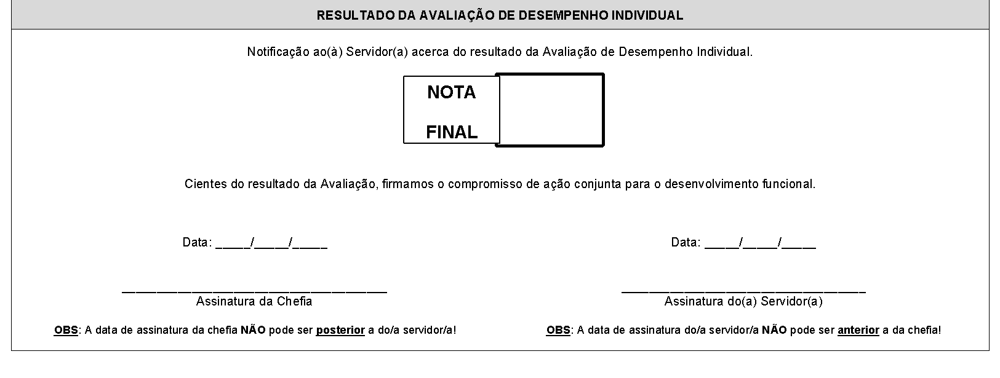 RESULTADO DA AVALIAÇÃO DE DESEMPENHO INDIVIDUAL
Notificação ao(à) Servidor(a) acerca do resultado da Avaliação de Desempenho Individual.
NOTA
FINAL
Cientes do resultado da Avaliação, firmamos o compromisso de ação conjunta para o desenvolvimento funcional.
Data: _____/_____/_____
Data: _____/_____/_____
Assinatura da Chefia
Assinatura do(a) Servidor(a)
OBS: A data de assinatura da chefia NÃO pode ser posterior a do/a servidor/a!
OBS: A data de assinatura do/a servidor/a NÃO pode ser anterior a da chefia!